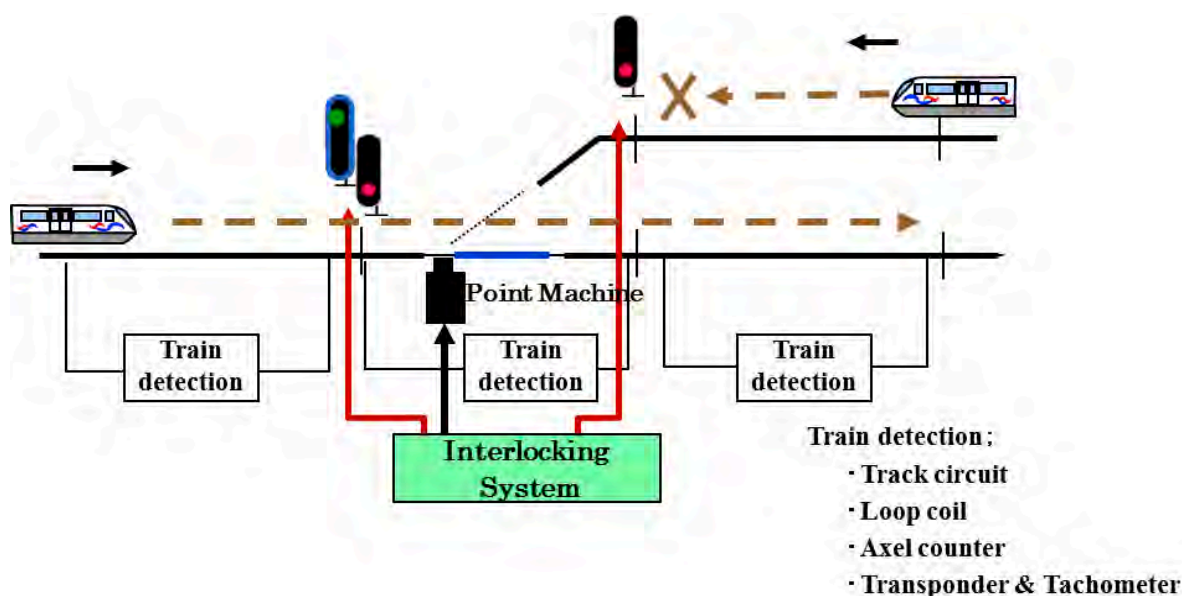 Point Machine
Train
detection
Train
detection
Train
detection
Interlocking
System
Train detection;
・Track circuit
・Loop coil
・Axel counter
・Transponder & Tachometer